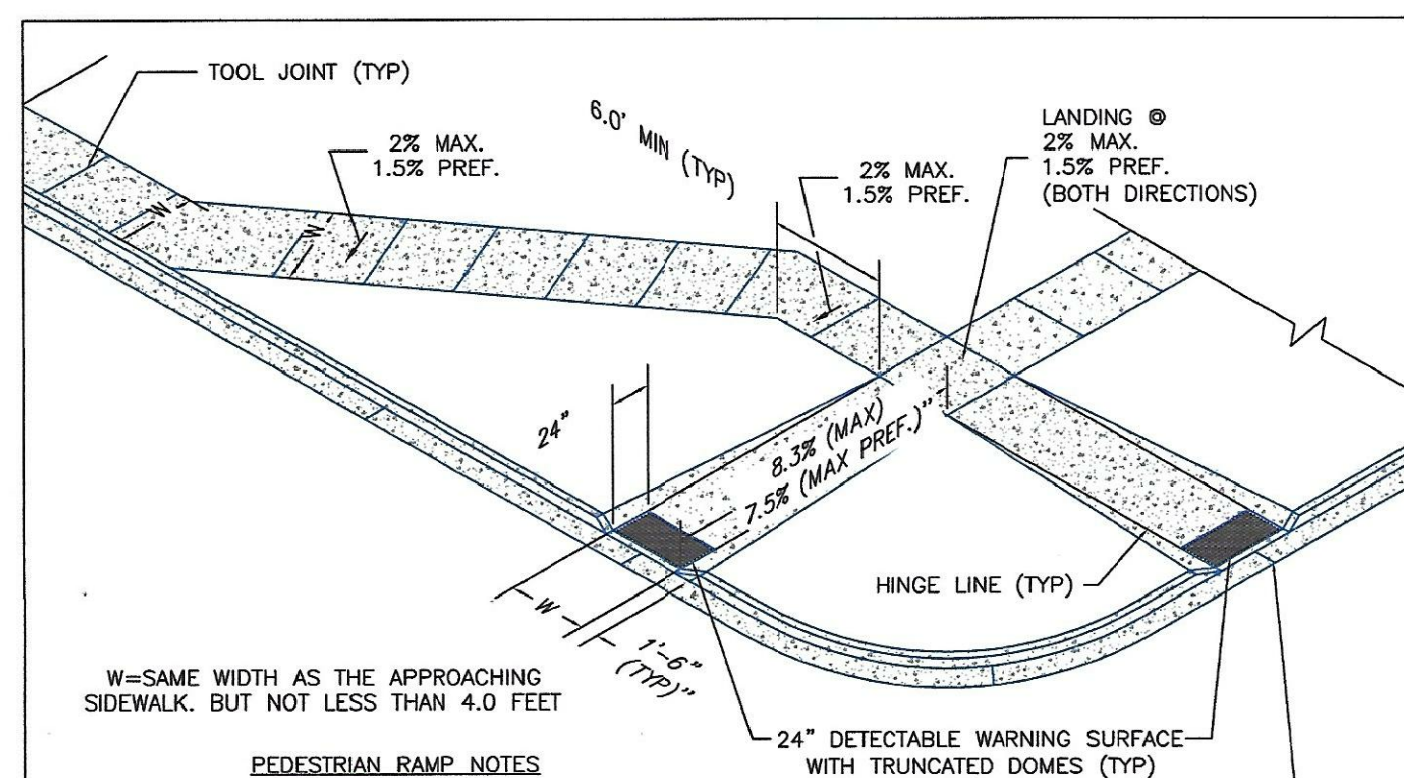 TOOL JOINT (TYP)
2% MAX.
1.5% PREF.
6.0' MIN (TYP)
2% MAX.
1.5% PREF.
LANDING @
2% MAX.
1.5% PREF.
(BOTH DIRECTIONS)
W
W
24"
8.3% (MAX)
7.5% (MAX PREF.)"
HINGE LINE (TYP)
W
1'-6"
(TYP)"
W=SAME WIDTH AS THE APPROACHING
SIDEWALK. BUT NOT LESS THAN 4.0 FEET
24" DETECTABLE WARNING SURFACE
WITH TRUNCATED DOMES (TYP)
PEDESTRIAN RAMP NOTES